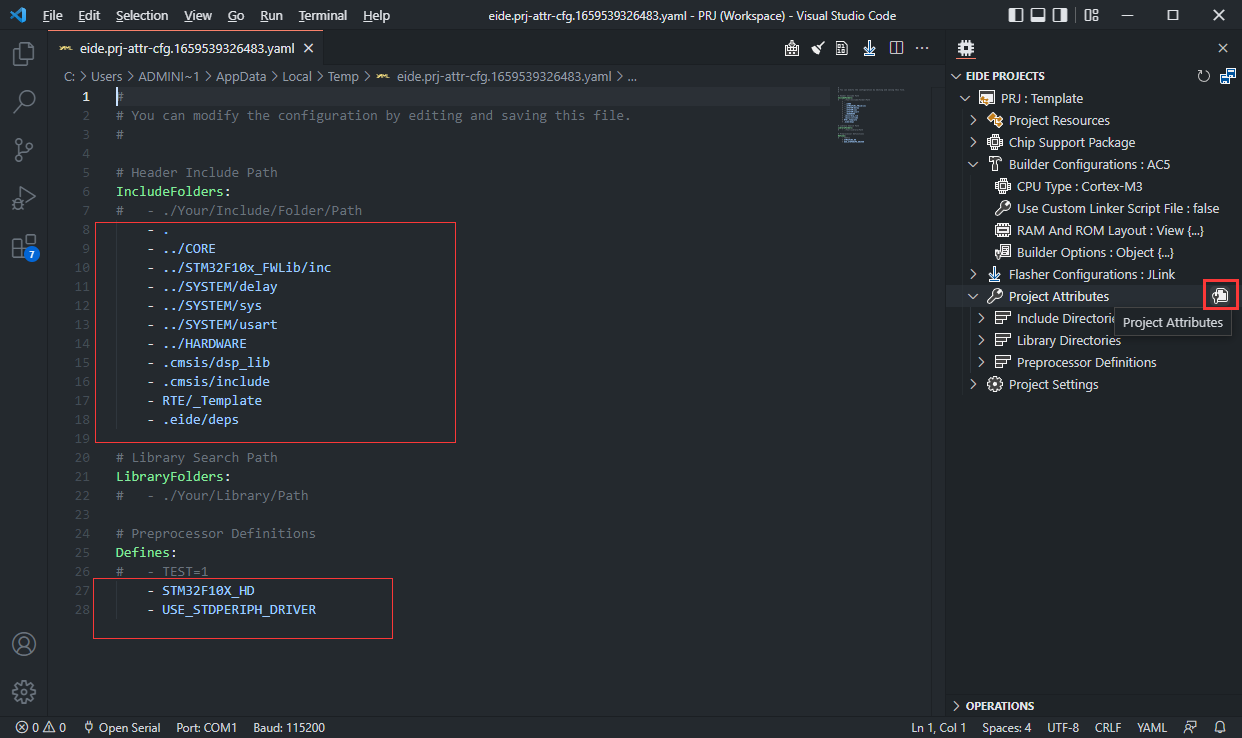 File Edit Selection View Go Run Terminal Help
eide.prj-attr-cfg.1659539326483.yaml - PRJ (Workspace) - Visual Studio Code
eide.prj-attr-cfg.1659539326483.yaml
C: > Users > ADMINI~1 > AppData > Local > Temp > eide.prj-attr-cfg.1659539326483.yaml > ...
1 #
2 # You can modify the configuration by editing and saving this file.
3 #
4
5 # Header Include Path
6 IncludeFolders:
7 #   - ./Your/Include/Folder/Path
8     - .
9     - ../CORE
10     - ../STM32F10x_FWLib/inc
11     - ../SYSTEM/delay
12     - ../SYSTEM/sys
13     - ../SYSTEM/usart
14     - ../HARDWARE
15     - .cmsis/dsp_lib
16     - .cmsis/include
17     - RTE/_Template
18     - .eide/deps
19
20 # Library Search Path
21 LibraryFolders:
22 #   - ./Your/Library/Path
23
24 # Preprocessor Definitions
25 Defines:
26 #   - TEST=1
27     - STM32F10X_HD
28     - USE_STDPERIPH_DRIVER
EIDE PROJECTS
PRJ : Template
Project Resources
Chip Support Package
Builder Configurations : AC5
CPU Type : Cortex-M3
Use Custom Linker Script File : false
RAM And ROM Layout : View {...}
Builder Options : Object {...}
Flasher Configurations : JLink
Project Attributes
Include Directorie
Project Attributes
Library Directories
Preprocessor Definitions
Project Settings
OPERATIONS
7
0 0 Open Serial Port: COM1 Baud: 115200
Ln 1, Col 1 Spaces: 4 UTF-8 CRLF YAML